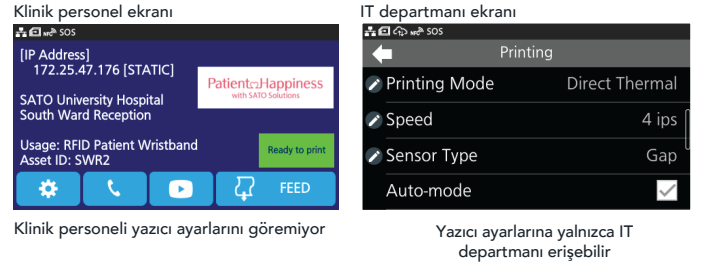 Klinik personel ekranı
NFC SOS
[IP Address]
172.25.47.176 [STATIC]
Patient Happiness
with SATO Solutions
SATO University Hospital
South Ward Reception
Usage: RFID Patient Wristband
Asset ID: SWR2
Ready to print
FEED
Klinik personeli yazıcı ayarlarını göremiyor
IT departmanı ekranı
NFC SOS
Printing
Printing Mode Direct Thermal
Speed 4 ips
Sensor Type Gap
Auto-mode
Yazıcı ayarlarına yalnızca IT
departmanı erişebilir